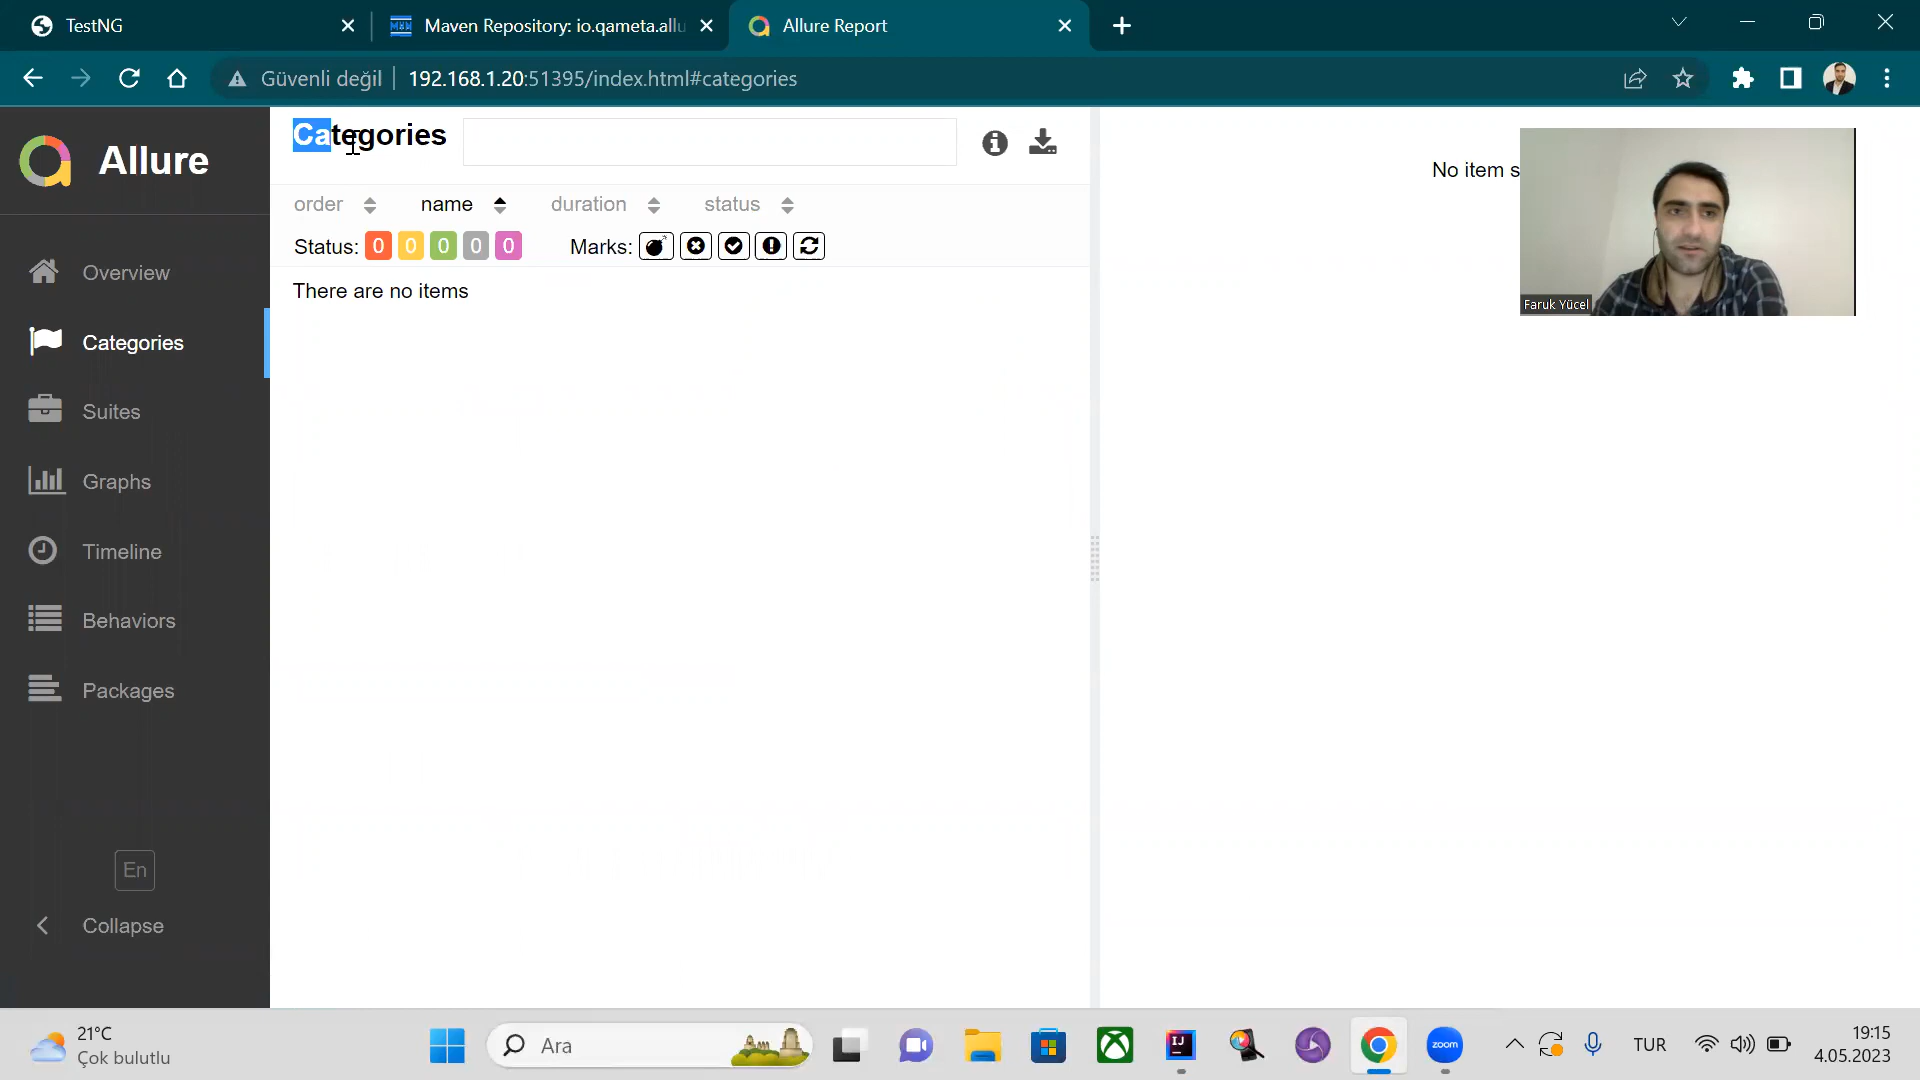 TestNG
Maven Repository: io.qameta.allu
Allure Report
Güvenli değil
192.168.1.20:51395/index.html#categories
Allure
Categories
No item s
order
name
duration
status
Status: 0 0 0 0 0
Marks:
There are no items
Faruk Yücel
Overview
Categories
Suites
Graphs
Timeline
Behaviors
Packages
En
Collapse
21°C
Çok bulutlu
Ara
IJ
zoom
TUR
19:15
4.05.2023